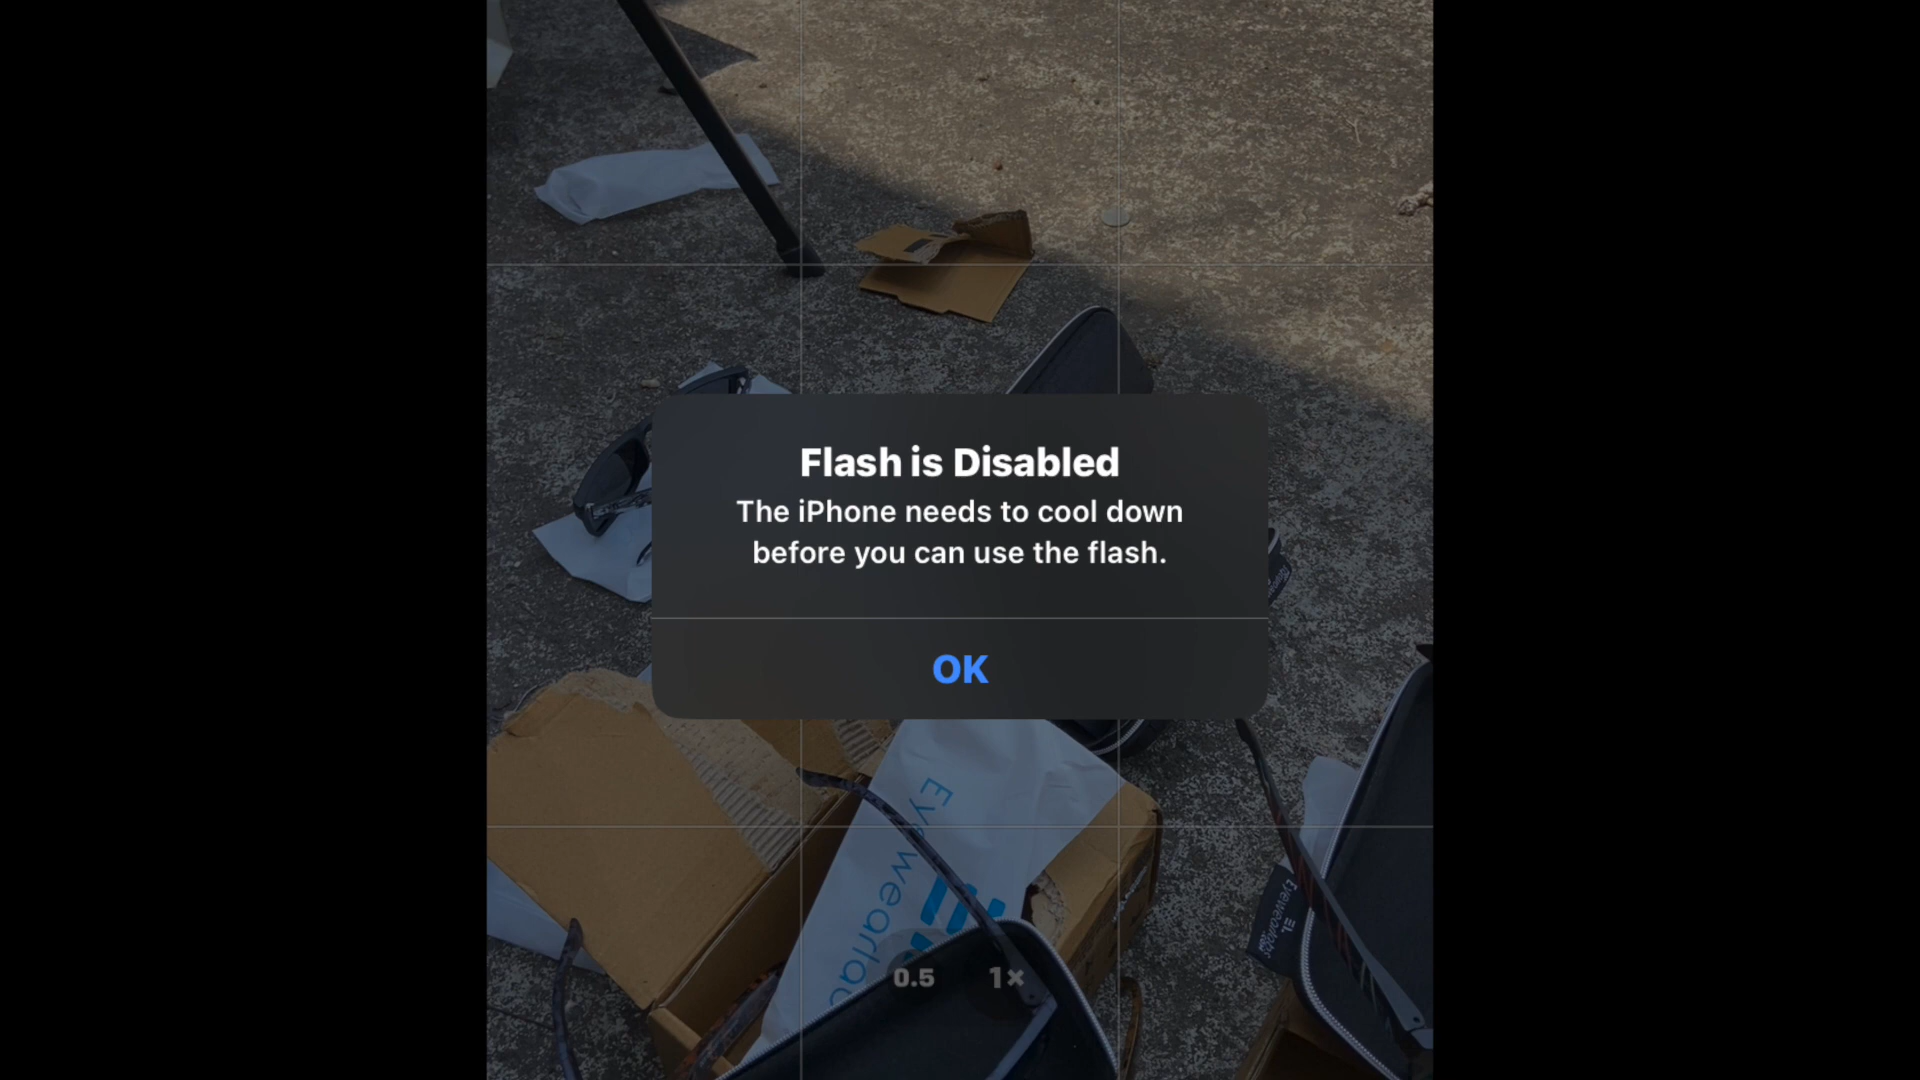 Flash is Disabled
The iPhone needs to cool down
before you can use the flash.
OK
Eyewearla
0.5 1×